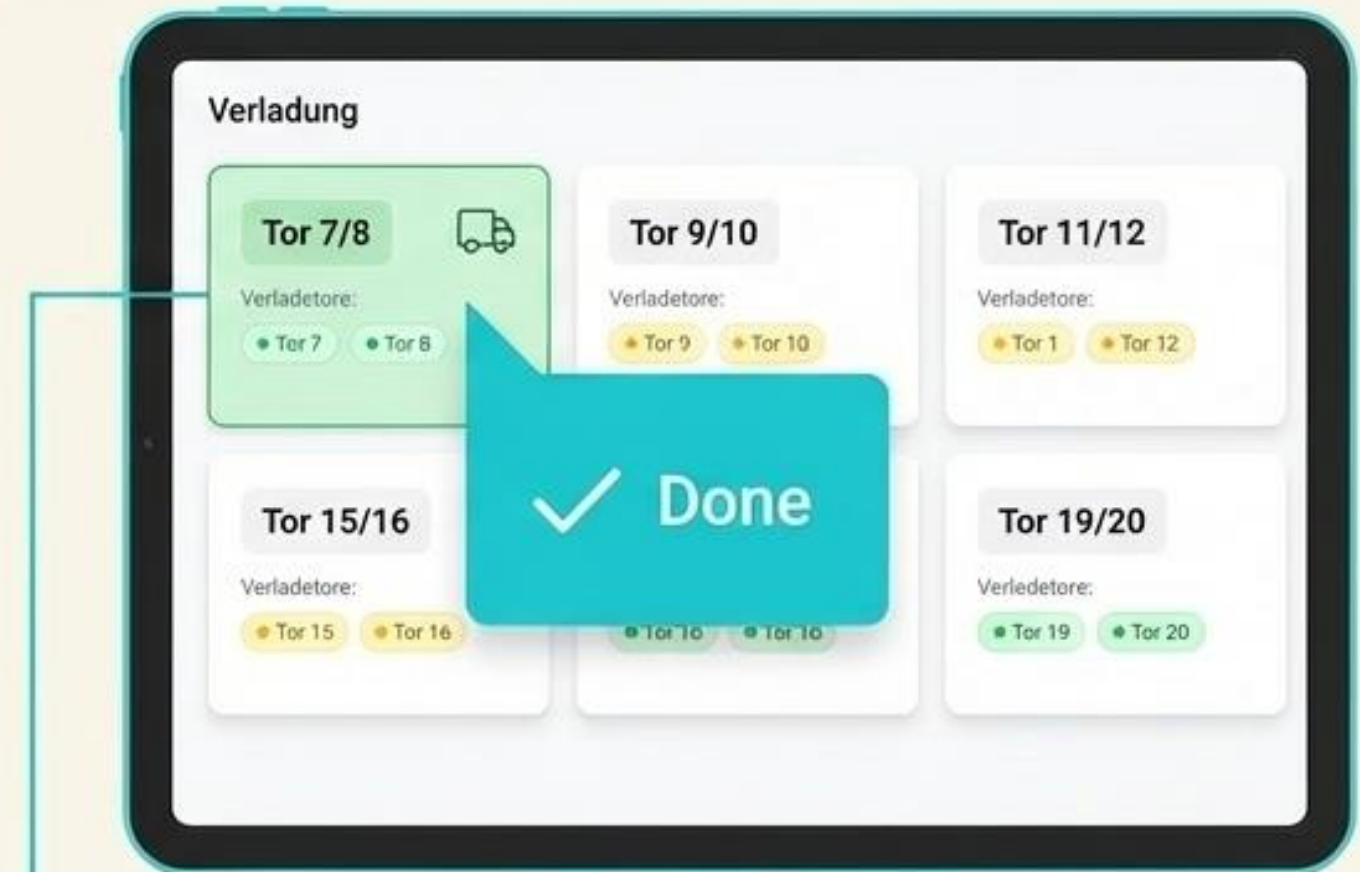 Verladung
Tor 7/8
Tor 9/10
Tor 11/12
Verladetore:
Verladetore:
Verladetore:
Tor 7
Tor 8
Tor 9
Tor 10
Tor 1
Tor 12
Done
Tor 15/16
Tor 19/20
Verladetore:
Verledetore:
Tor 15
Tor 16
Tor 19
Tor 20